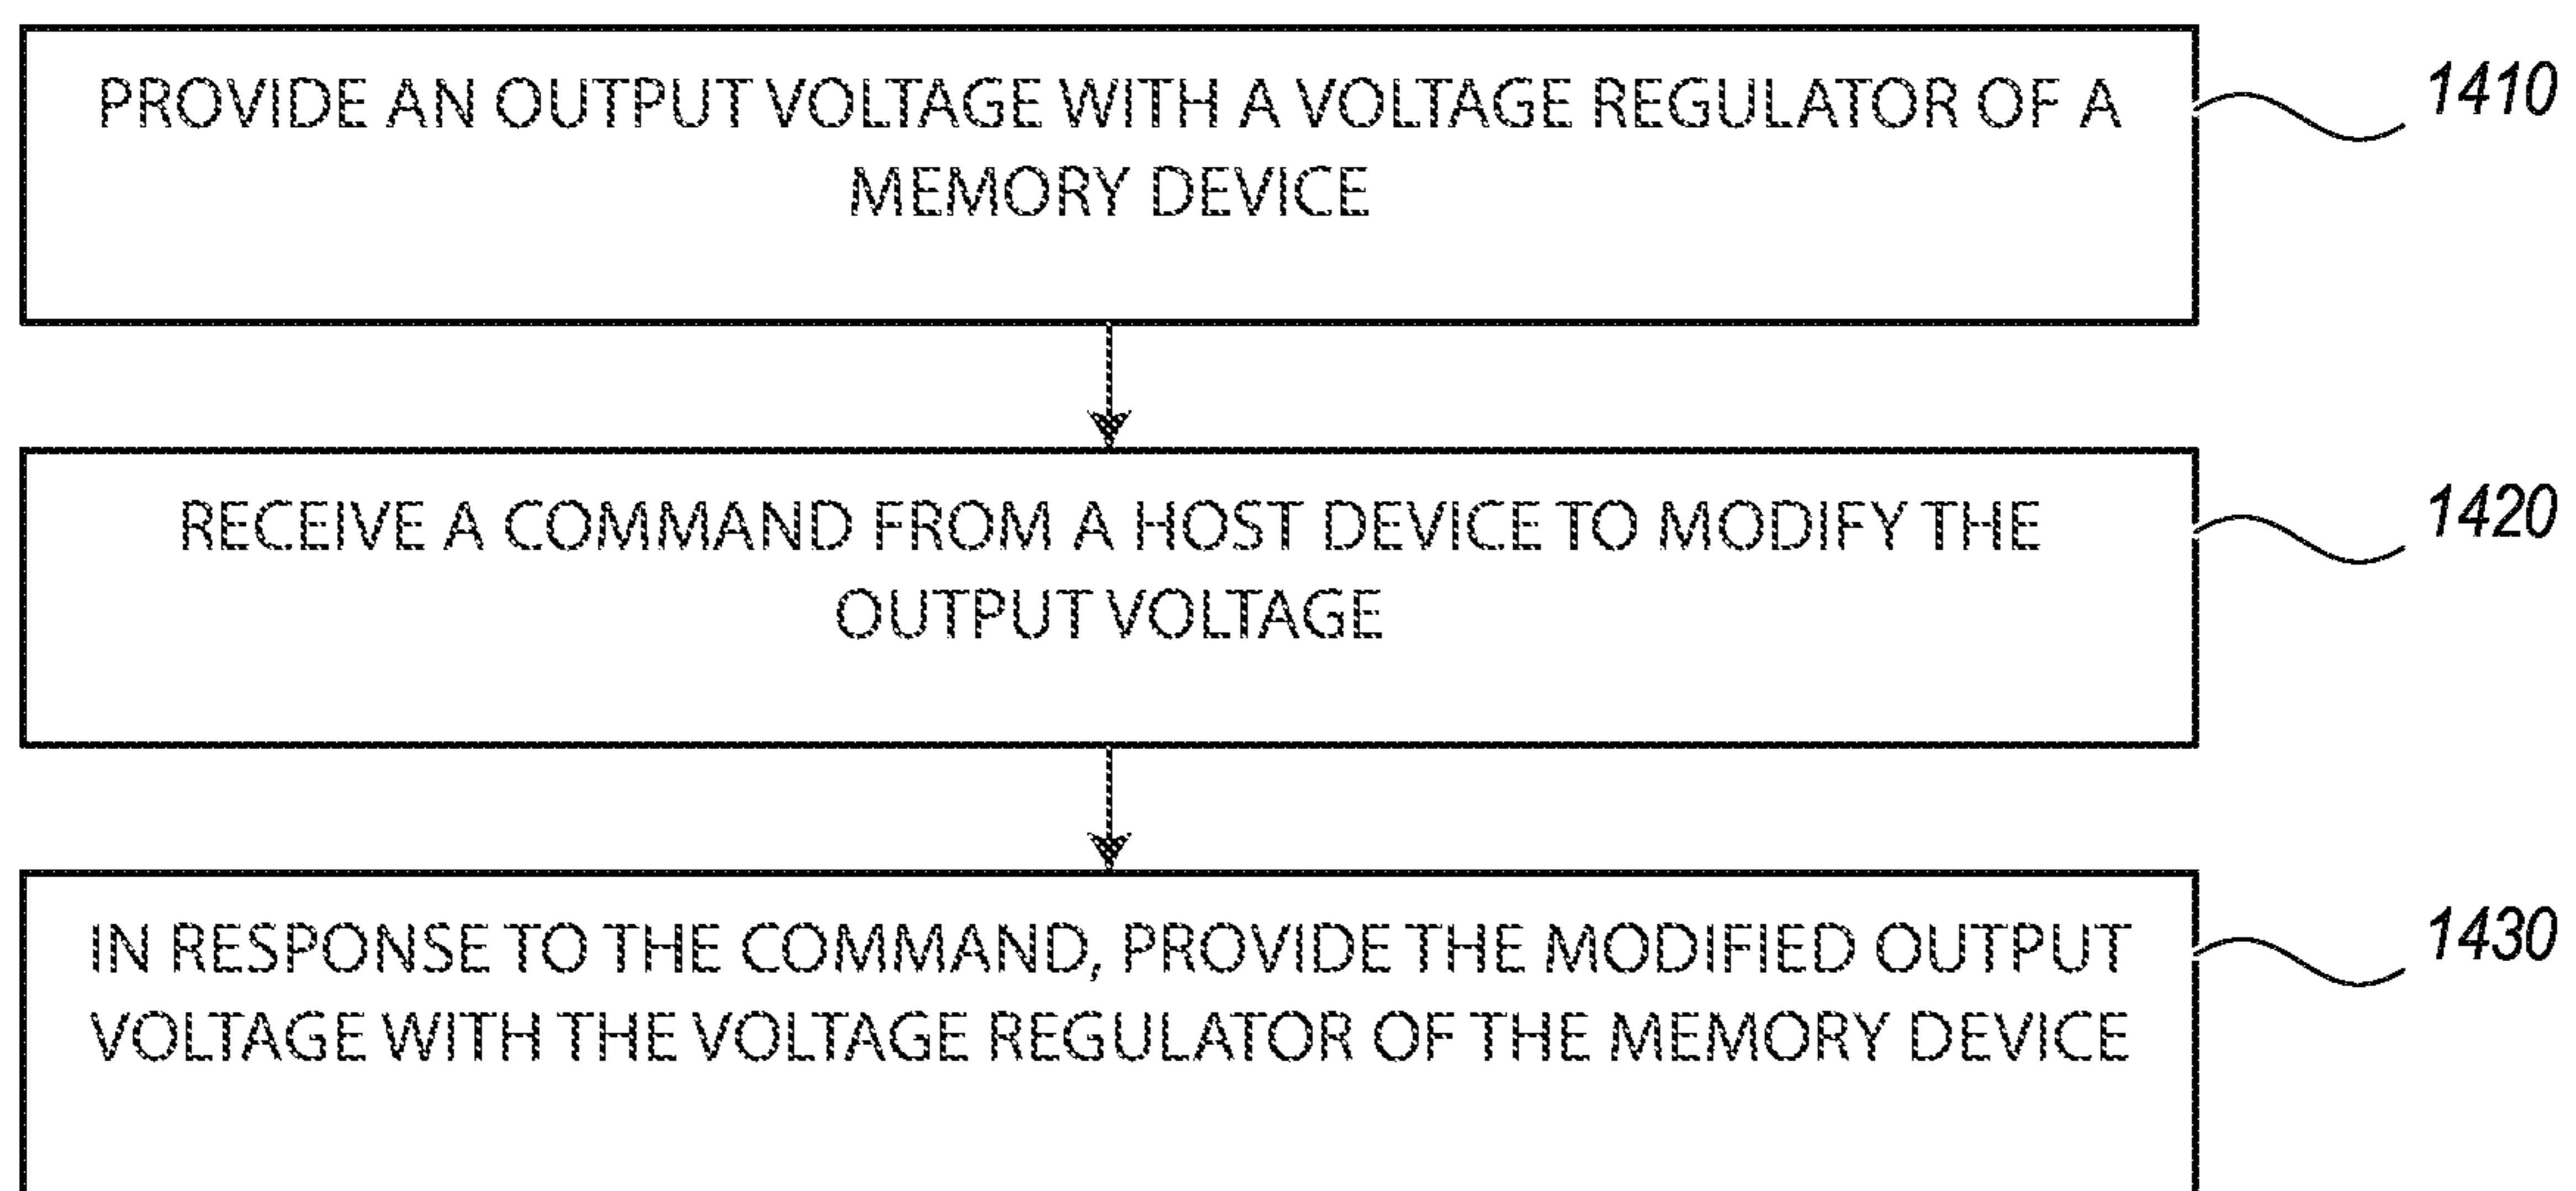 PROVIDE AN OUTPUT VOLTAGE WITH A VOLTAGE REGULATOR OF A
MEMORY DEVICE
1410
RECEIVE A COMMAND FROM A HOST DEVICE TO MODIFY THE
OUTPUT VOLTAGE
1420
IN RESPONSE TO THE COMMAND, PROVIDE THE MODIFIED OUTPUT
VOLTAGE WITH THE VOLTAGE REGULATOR OF THE MEMORY DEVICE
1430